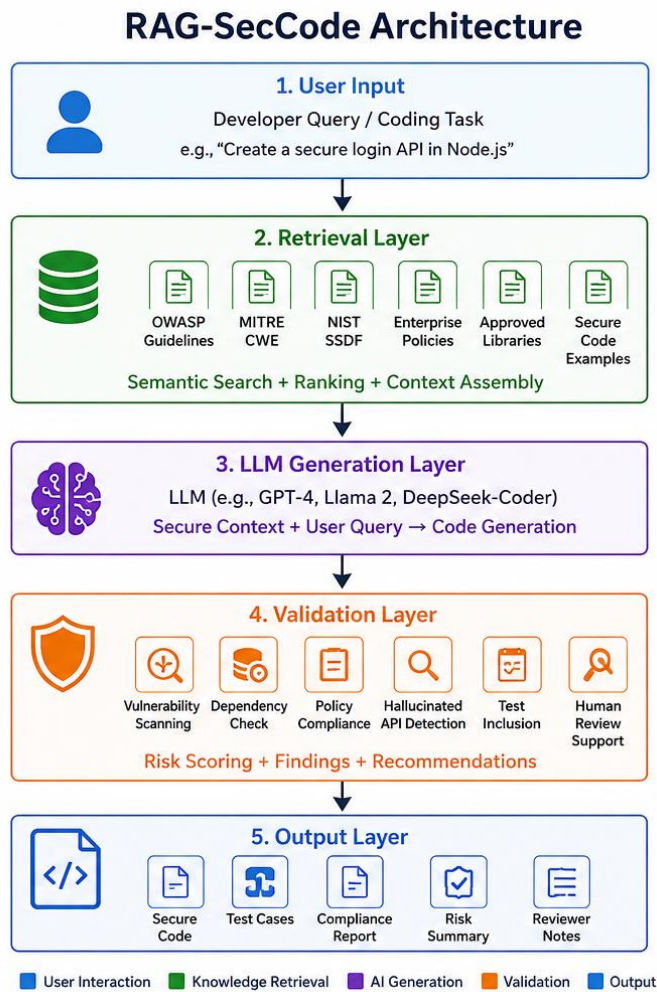 RAG-SecCode Architecture
1. User Input
Developer Query / Coding Task
e.g., “Create a secure login API in Node.js”
2. Retrieval Layer
OWASP Guidelines
MITRE CWE
NIST SSDF
Enterprise Policies
Approved Libraries
Secure Code Examples
Semantic Search + Ranking + Context Assembly
3. LLM Generation Layer
LLM (e.g., GPT-4, Llama 2, DeepSeek-Coder)
Secure Context + User Query → Code Generation
4. Validation Layer
Vulnerability Scanning
Dependency Check
Policy Compliance
Hallucinated API Detection
Test Inclusion
Human Review Support
Risk Scoring + Findings + Recommendations
5. Output Layer
</>
Secure Code
Test Cases
Compliance Report
Risk Summary
Reviewer Notes
User Interaction
Knowledge Retrieval
AI Generation
Validation
Output